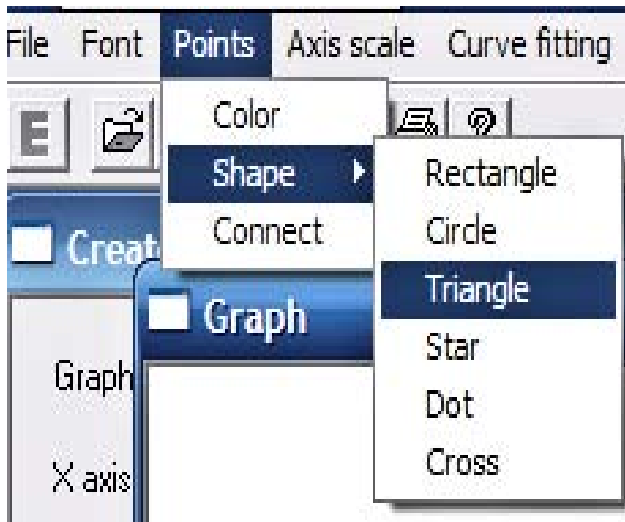 File Font Points Axis scale Curve fitting
E
Color
Shape
Connect
Rectangle
Circle
Triangle
Star
Dot
Cross
Graph
Graph
X axis